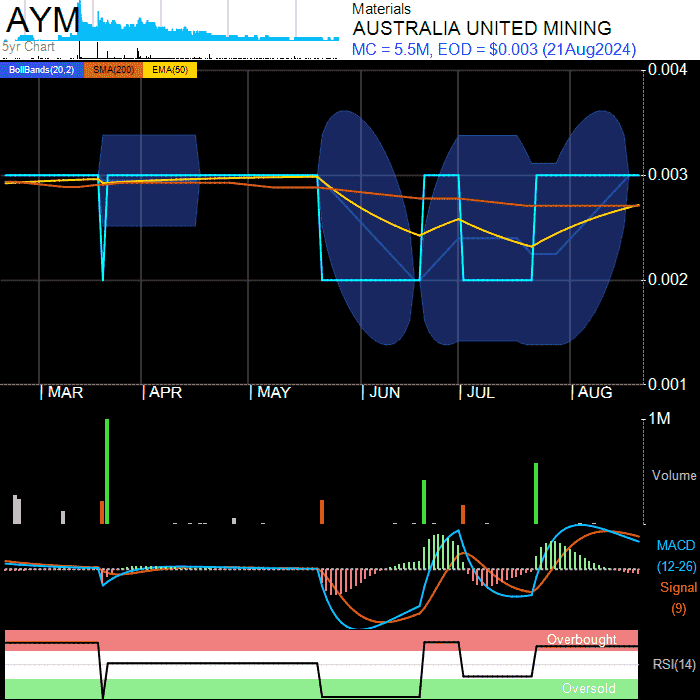 AYM
5yr Chart
Materials
AUSTRALIA UNITED MINING
MC = 5.5M, EOD = $0.003 (21Aug2024)
BollBands(20,2) SMA(200) EMA(50)
0.004
0.003
0.002
0.001
MAR APR MAY JUN JUL AUG
1M
Volume
MACD
(12-26)
Signal
(9)
Overbought
RSI(14)
Oversold